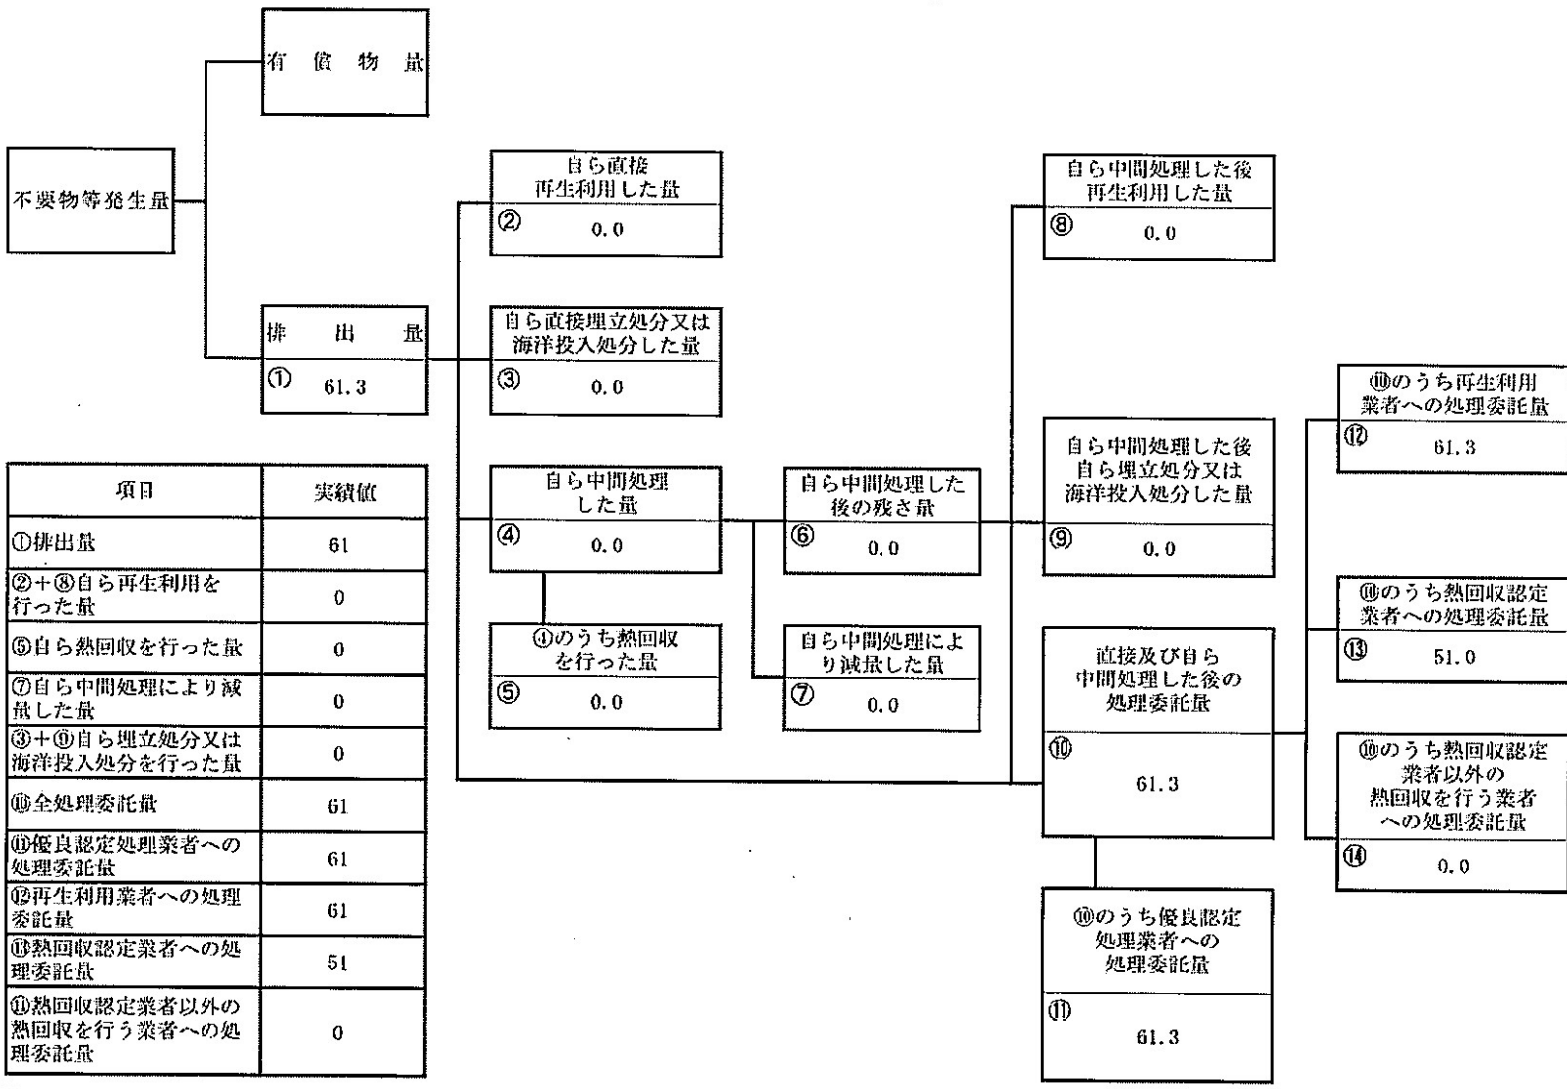 有償物量
不要物等発生量
排出量
① 61.3
自ら直接
再生利用した量
② 0.0
自ら直接埋立処分又は
海洋投入処分した量
③ 0.0
自ら中間処理
した量
④ 0.0
④のうち熱回収
を行った量
⑤ 0.0
自ら中間処理した
後の残さ量
⑥ 0.0
自ら中間処理によ
り減量した量
⑦ 0.0
自ら中間処理した後
再生利用した量
⑧ 0.0
自ら中間処理した後
自ら埋立処分又は
海洋投入処分した量
⑨ 0.0
直接及び自ら
中間処理した後の
処理委託量
⑩
61.3
⑩のうち優良認定
処理業者への
処理委託量
⑪
61.3
⑩のうち再生利用
業者への処理委託量
⑫ 61.3
⑩のうち熱回収認定
業者への処理委託量
⑬ 51.0
⑩のうち熱回収認定
業者以外の
熱回収を行う業者
への処理委託量
⑭ 0.0
項目 実績値
①排出量 61
②+⑧自ら再生利用を
行った量 0
⑤自ら熱回収を行った量 0
⑦自ら中間処理により減
量した量 0
③+⑨自ら埋立処分又は
海洋投入処分を行った量 0
⑩全処理委託量 61
⑪優良認定処理業者への
処理委託量 61
⑫再生利用業者への処理
委託量 61
⑬熱回収認定業者への処
理委託量 51
⑭熱回収認定業者以外の
熱回収を行う業者への処
理委託量 0